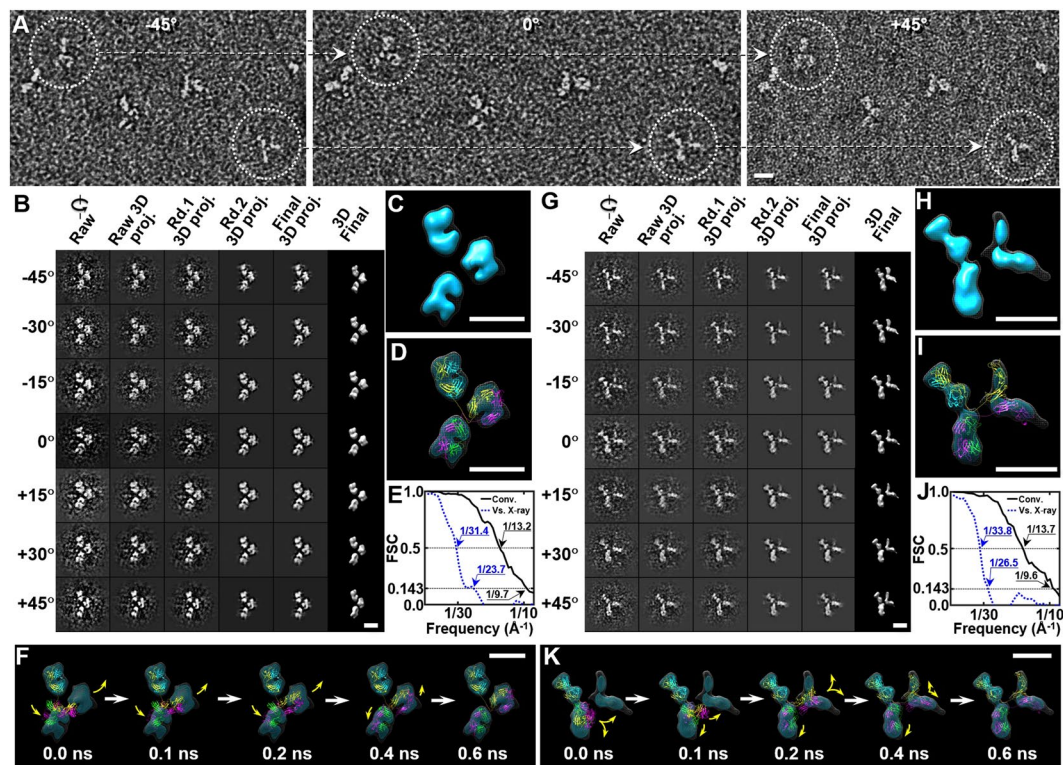 A
-45°
0°
+45°
B
Raw
Raw 3D proj.
Rd.1 3D proj.
Rd.2 3D proj.
Final 3D proj.
3D Final
-45°
-30°
-15°
0°
+15°
+30°
+45°
C
D
E
1.0
0.5
0.143
0.0
FSC
Conv.
Vs. X-ray
1/13.2
1/31.4
1/23.7
1/9.7
1/30
1/10
Frequency (Å-1)
G
Raw
Raw 3D proj.
Rd.1 3D proj.
Rd.2 3D proj.
Final 3D proj.
3D Final
-45°
-30°
-15°
0°
+15°
+30°
+45°
H
I
J
1.0
0.5
0.143
0.0
FSC
Conv.
Vs. X-ray
1/13.7
1/33.8
1/26.5
1/9.6
1/30
1/10
Frequency (Å-1)
F
0.0 ns
0.1 ns
0.2 ns
0.4 ns
0.6 ns
K
0.0 ns
0.1 ns
0.2 ns
0.4 ns
0.6 ns